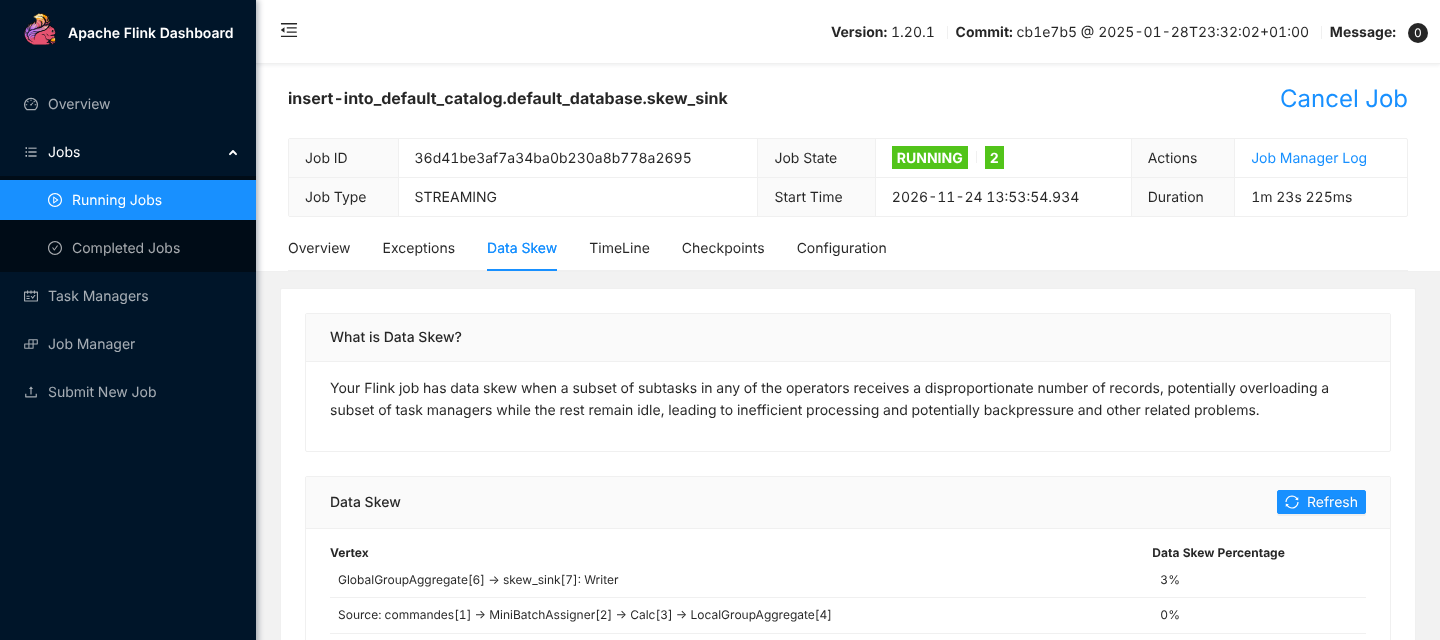 Apache Flink Dashboard
Version: 1.20.1 Commit: cb1e7b5 @ 2025-01-28T23:32:02+01:00 Message: 0
Overview
Jobs
Running Jobs
Completed Jobs
Task Managers
Job Manager
Submit New Job
insert-into_default_catalog.default_database.skew_sink
Cancel Job
Job ID 36d41be3af7a34ba0b230a8b778a2695 Job State RUNNING 2 Actions Job Manager Log
Job Type STREAMING Start Time 2026-11-24 13:53:54.934 Duration 1m 23s 225ms
Overview Exceptions Data Skew TimeLine Checkpoints Configuration
What is Data Skew?
Your Flink job has data skew when a subset of subtasks in any of the operators receives a disproportionate number of records, potentially overloading a
subset of task managers while the rest remain idle, leading to inefficient processing and potentially backpressure and other related problems.
Data Skew
Refresh
Vertex Data Skew Percentage
GlobalGroupAggregate[6] → skew_sink[7]: Writer 3%
Source: commandes[1] → MiniBatchAssigner[2] → Calc[3] → LocalGroupAggregate[4] 0%